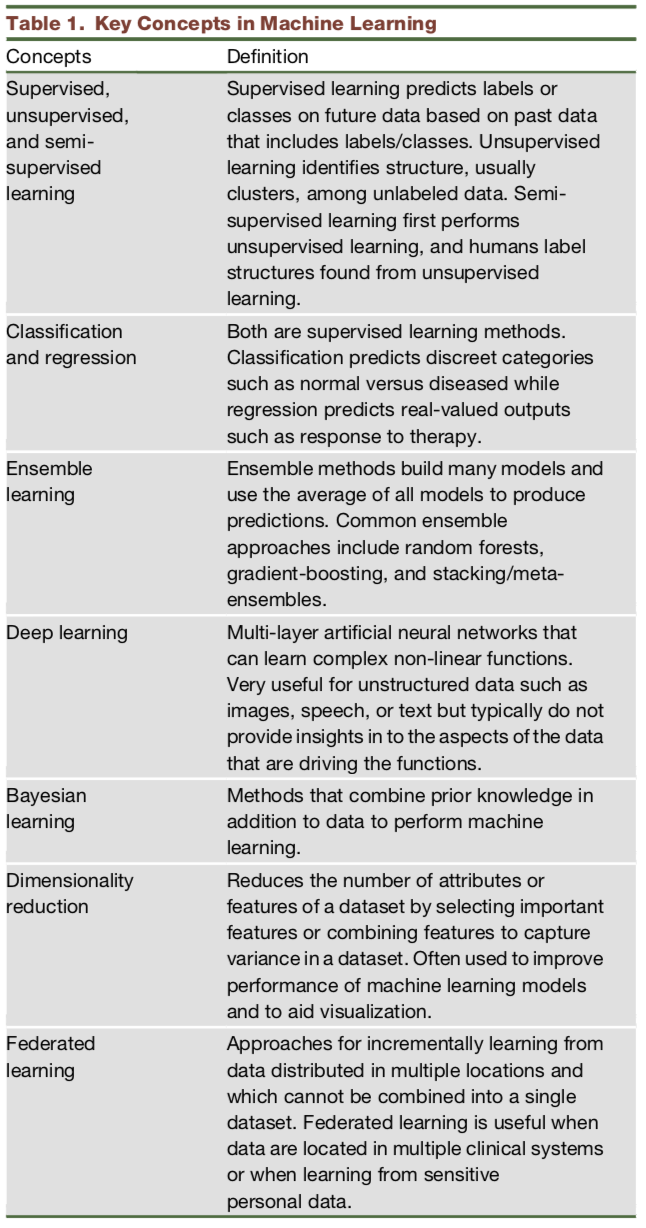 Table 1. Key Concepts in Machine Learning
Concepts Definition
Supervised,
unsupervised,
and semi-
supervised
learning
Supervised learning predicts labels or
classes on future data based on past data
that includes labels/classes. Unsupervised
learning identifies structure, usually
clusters, among unlabeled data. Semi-
supervised learning first performs
unsupervised learning, and humans label
structures found from unsupervised
learning.
Classification
and regression
Both are supervised learning methods.
Classification predicts discreet categories
such as normal versus diseased while
regression predicts real-valued outputs
such as response to therapy.
Ensemble
learning
Ensemble methods build many models and
use the average of all models to produce
predictions. Common ensemble
approaches include random forests,
gradient-boosting, and stacking/meta-
ensembles.
Deep learning
Multi-layer artificial neural networks that
can learn complex non-linear functions.
Very useful for unstructured data such as
images, speech, or text but typically do not
provide insights in to the aspects of the data
that are driving the functions.
Bayesian
learning
Methods that combine prior knowledge in
addition to data to perform machine
learning.
Dimensionality
reduction
Reduces the number of attributes or
features of a dataset by selecting important
features or combining features to capture
variance in a dataset. Often used to improve
performance of machine learning models
and to aid visualization.
Federated
learning
Approaches for incrementally learning from
data distributed in multiple locations and
which cannot be combined into a single
dataset. Federated learning is useful when
data are located in multiple clinical systems
or when learning from sensitive
personal data.